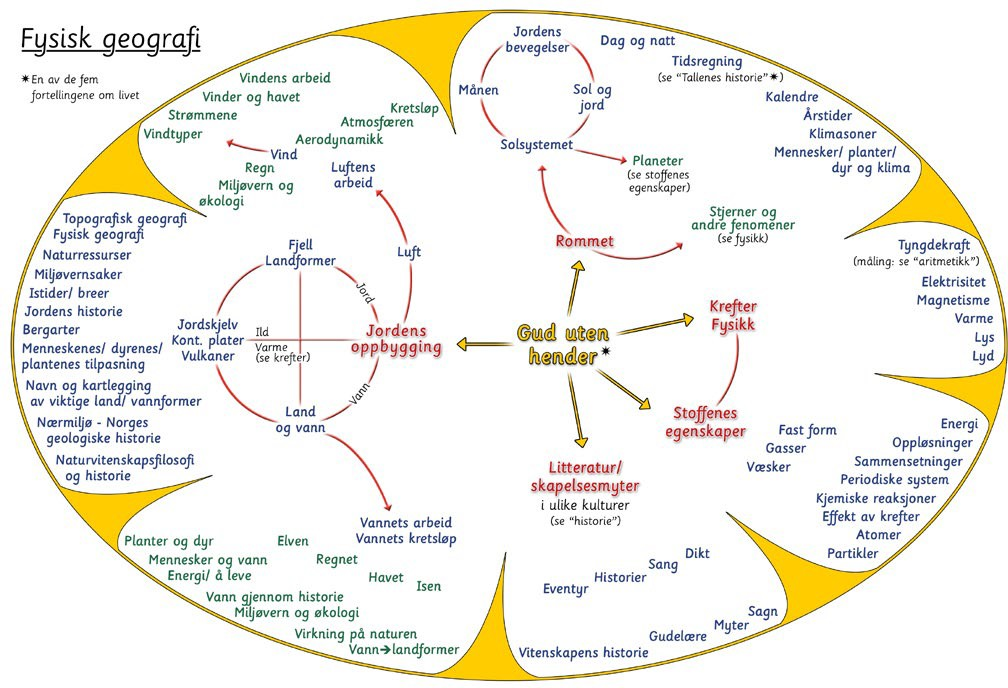 Fysisk geografi
✷En av de fem
fortellingene om livet
Jordens
bevegelser
Månen
Sol og
jord
Solsystemet
Dag og natt
Tidsregning
(se “Tallenes historie”✷)
Kalendre
Årstider
Klimasoner
Mennesker/ planter/
dyr og klima
Planeter
(se stoffenes
egenskaper)
Stjerner og
andre fenomener
(se fysikk)
Rommet
Vindens arbeid
Vinder og havet
Strømmene
Vindtyper
Kretsløp
Atmosfæren
Aerodynamikk
Vind
Regn
Miljøvern og
økologi
Luftens
arbeid
Luft
Topografisk geografi
Fysisk geografi
Naturressurser
Miljøvernsaker
Istider/ breer
Jordens historie
Bergarter
Menneskenes/ dyrenes/
plantenes tilpasning
Navn og kartlegging
av viktige land/ vannformer
Nærmiljø - Norges
geologiske historie
Naturvitenskapsfilosofi
og historie
Fjell
Landformer
Jord
Jordskjelv
Kont. plater
Vulkaner
Ild
Varme
(se krefter)
Jordens
oppbygging
Vann
Land
og vann
Gud uten
hender✷
Krefter
Fysikk
Stoffenes
egenskaper
Tyngdekraft
(måling: se “aritmetikk”)
Elektrisitet
Magnetisme
Varme
Lys
Lyd
Fast form
Gasser
Væsker
Energi
Oppløsninger
Sammensetninger
Periodiske system
Kjemiske reaksjoner
Effekt av krefter
Atomer
Partikler
Litteratur/
skapelsesmyter
i ulike kulturer
(se “historie”)
Vannets arbeid
Vannets kretsløp
Planter og dyr
Mennesker og vann
Energi/ å leve
Elven
Regnet
Havet
Isen
Vann gjennom historie
Miljøvern og økologi
Virkning på naturen
Vann➔landformer
Dikt
Sang
Historier
Eventyr
Sagn
Myter
Gudelære
Vitenskapens historie